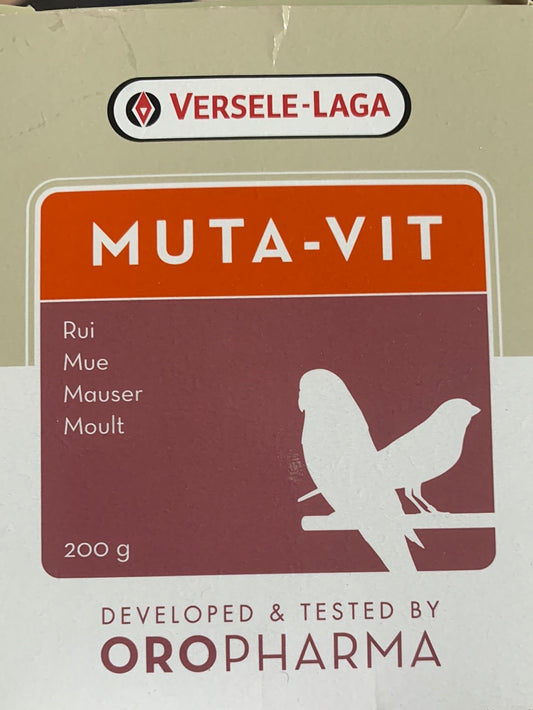 VERSELE-LAGA
MUTA-VIT
Rui
Mue
Mauser
Moult
200 g
DEVELOPED & TESTED BY
OROPHARMA